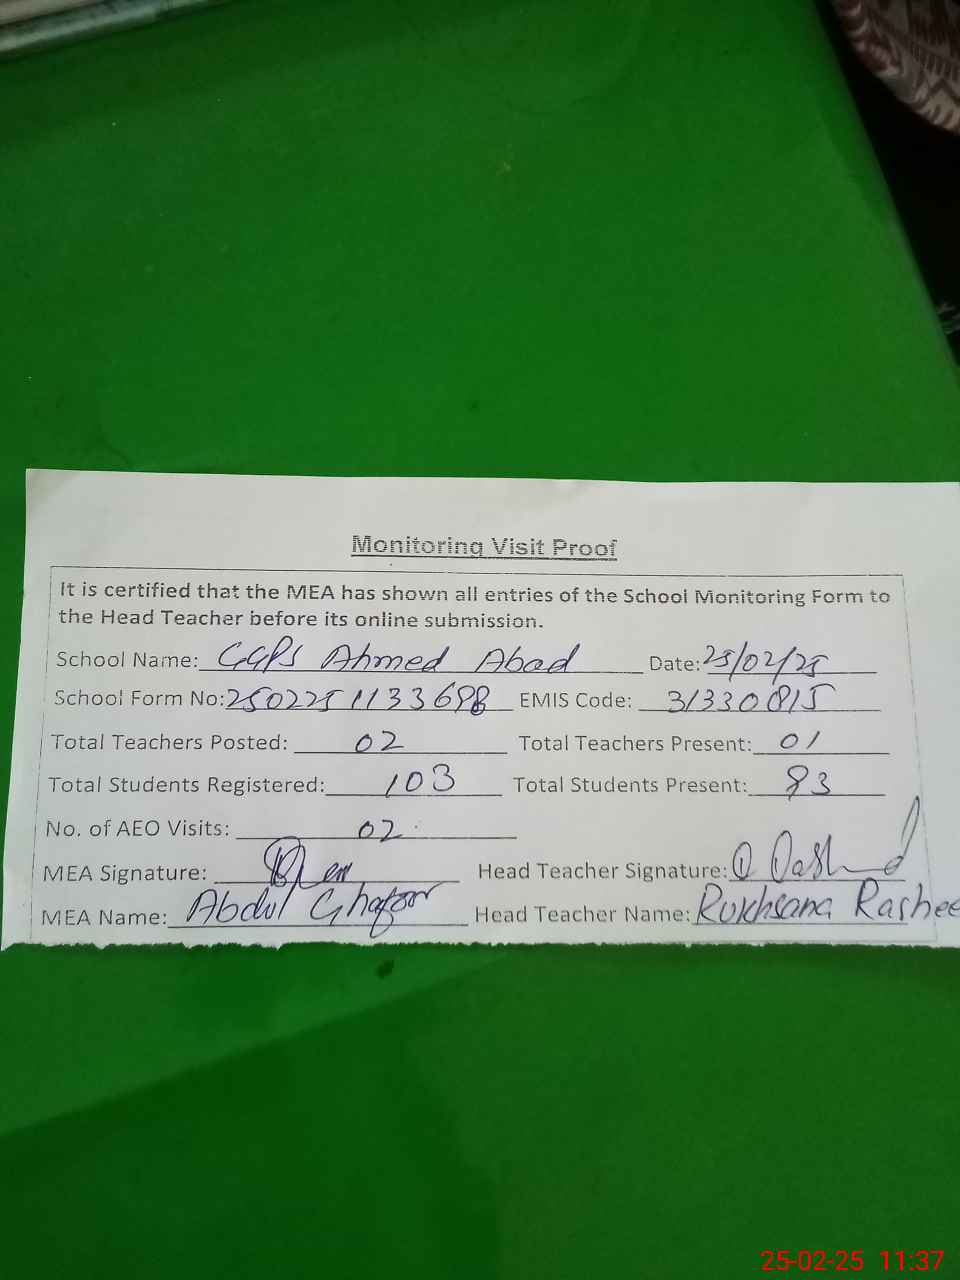 Monitoring Visit Proof
It is certified that the MEA has shown all entries of the School Monitoring Form to
the Head Teacher before its online submission.
School Name: GGPS Ahmed Abad Date: 25/02/25
School Form No: 2502251133698 EMIS Code: 31330815
Total Teachers Posted: 02 Total Teachers Present: 01
Total Students Registered: 103 Total Students Present: 83
No. of AEO Visits: 02
MEA Signature: Head Teacher Signature:
MEA Name: Abdul Ghafoor Head Teacher Name: Rukhsana Rashee
25-02-25 11:37